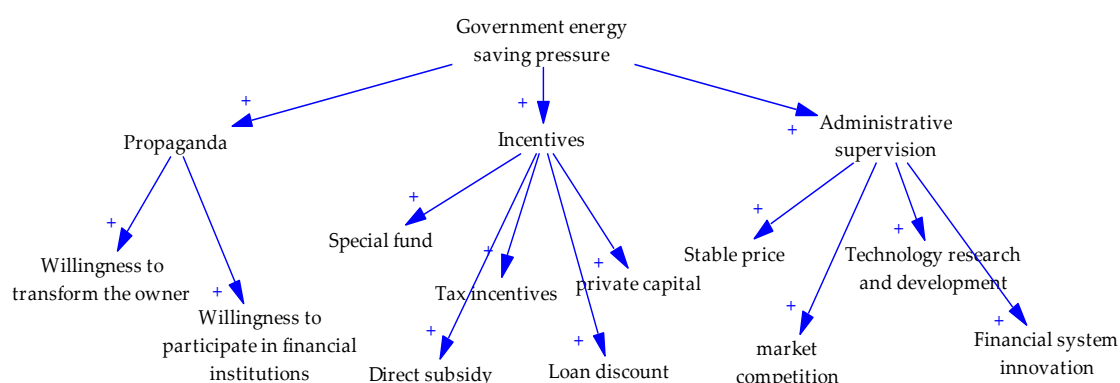 Government energy
saving pressure
+
+
+
Propaganda
Incentives
Administrative
supervision
+
+
+
+
+
+
+
+
+
+
+
Special fund
Stable price
Technology research
and development
Willingness to
transform the owner
Tax incentives
private capital
Willingness to
participate in financial
institutions
Direct subsidy
Loan discount
market
competition
Financial system
innovation